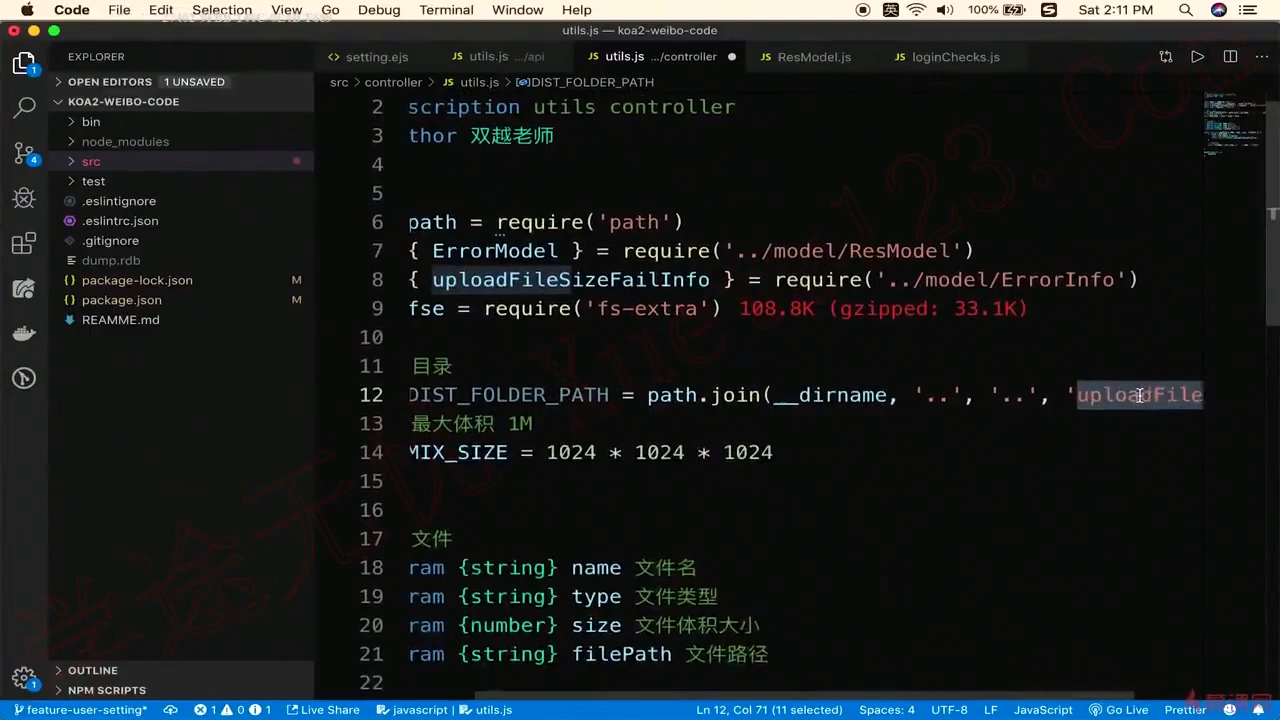 Code File Edit Selection View Go Debug Terminal Window Help 英 100% S Sat 2:11 PM
utils.js — koa2-weibo-code
EXPLORER
setting.ejs
JS utils.js .../api
JS utils.js .../controller
JS ResModel.js
JS loginChecks.js
OPEN EDITORS 1 UNSAVED
src > controller > JS utils.js > DIST_FOLDER_PATH
KOA2-WEIBO-CODE
bin
node_modules
src
test
.eslintignore
.eslintrc.json
.gitignore
dump.rdb
package-lock.json M
package.json M
REAMME.md
1
4
2 scription utils controller
3 thor 双越老师
4
5
6 path = require('path')
7 { ErrorModel } = require('../model/ResModel')
8 { uploadFileSizeFailInfo } = require('../model/ErrorInfo')
9 fse = require('fs-extra') 108.8K (gzipped: 33.1K)
10
11 目录
12 DIST_FOLDER_PATH = path.join(__dirname, '..', '..', 'uploadFile
13 最大体积 1M
14 MIX_SIZE = 1024 * 1024 * 1024
15
16
17 文件
18 ram {string} name 文件名
19 ram {string} type 文件类型
20 ram {number} size 文件体积大小
21 ram {string} filePath 文件路径
22
OUTLINE
NPM SCRIPTS
1
feature-user-setting* 1 0 1 Live Share javascript | utils.js Ln 12, Col 71 (11 selected) Spaces: 4 UTF-8 LF JavaScript Go Live Prettier